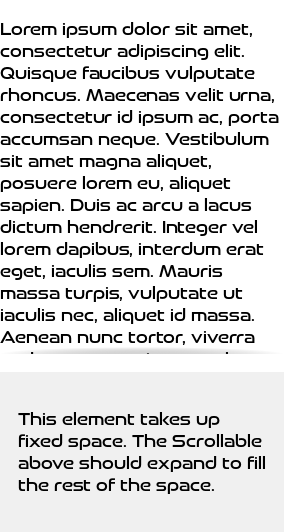 Lorem ipsum dolor sit amet,
consectetur adipiscing elit.
Quisque faucibus vulputate
rhoncus. Maecenas velit urna,
consectetur id ipsum ac, porta
accumsan neque. Vestibulum
sit amet magna aliquet,
posuere lorem eu, aliquet
sapien. Duis ac arcu a lacus
dictum hendrerit. Integer vel
lorem dapibus, interdum erat
eget, iaculis sem. Mauris
massa turpis, vulputate ut
iaculis nec, aliquet id massa.
Aenean nunc tortor, viverra
This element takes up
fixed space. The Scrollable
above should expand to fill
the rest of the space.